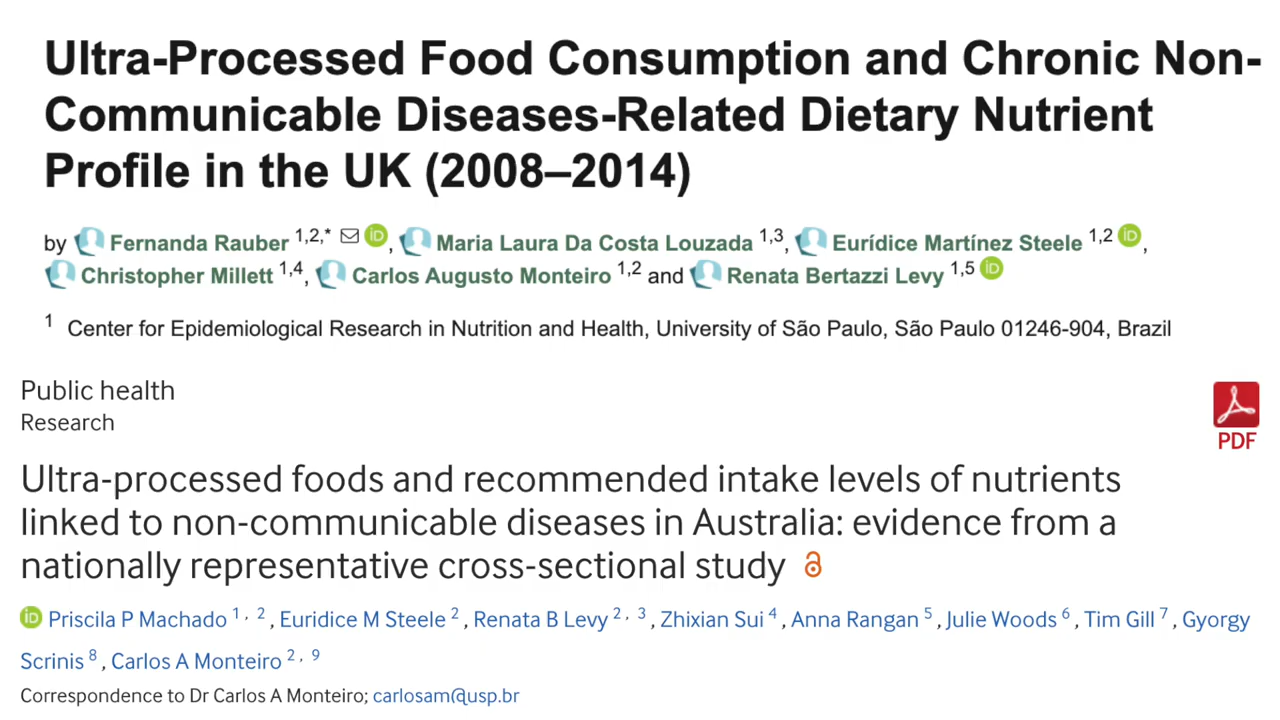 Ultra-Processed Food Consumption and Chronic Non-
Communicable Diseases-Related Dietary Nutrient
Profile in the UK (2008–2014)
by Fernanda Rauber 1,2,* iD, Maria Laura Da Costa Louzada 1,3, Eurídice Martínez Steele 1,2 iD,
Christopher Millett 1,4, Carlos Augusto Monteiro 1,2 and Renata Bertazzi Levy 1,5 iD
1 Center for Epidemiological Research in Nutrition and Health, University of São Paulo, São Paulo 01246-904, Brazil
Public health
Research
PDF
Ultra-processed foods and recommended intake levels of nutrients
linked to non-communicable diseases in Australia: evidence from a
nationally representative cross-sectional study
iD Priscila P Machado 1, 2, Euridice M Steele 2, Renata B Levy 2, 3, Zhixian Sui 4, Anna Rangan 5, Julie Woods 6, Tim Gill 7, Gyorgy
Scrinis 8, Carlos A Monteiro 2, 9
Correspondence to Dr Carlos A Monteiro; carlosam@usp.br